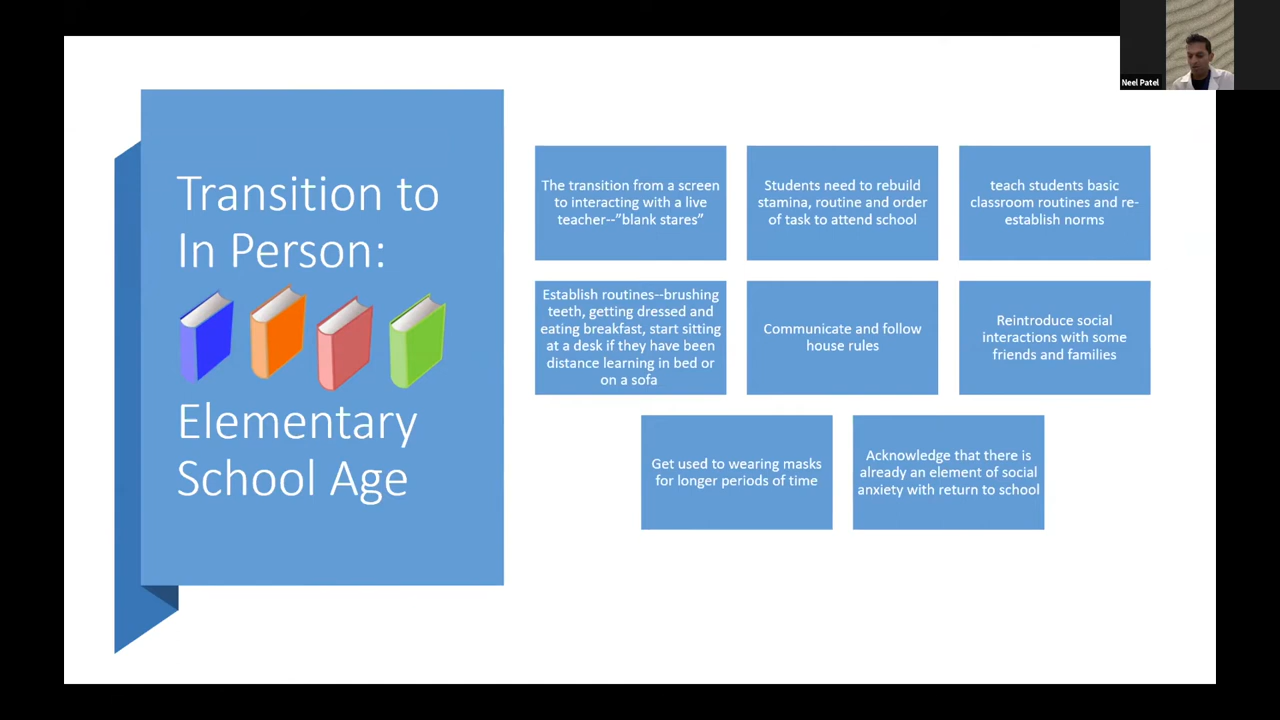 Neel Patel
Transition to
In Person:
Elementary
School Age
The transition from a screen
to interacting with a live
teacher--”blank stares”
Students need to rebuild
stamina, routine and order
of task to attend school
teach students basic
classroom routines and re-
establish norms
Establish routines--brushing
teeth, getting dressed and
eating breakfast, start sitting
at a desk if they have been
distance learning in bed or
on a sofa
Communicate and follow
house rules
Reintroduce social
interactions with some
friends and families
Get used to wearing masks
for longer periods of time
Acknowledge that there is
already an element of social
anxiety with return to school